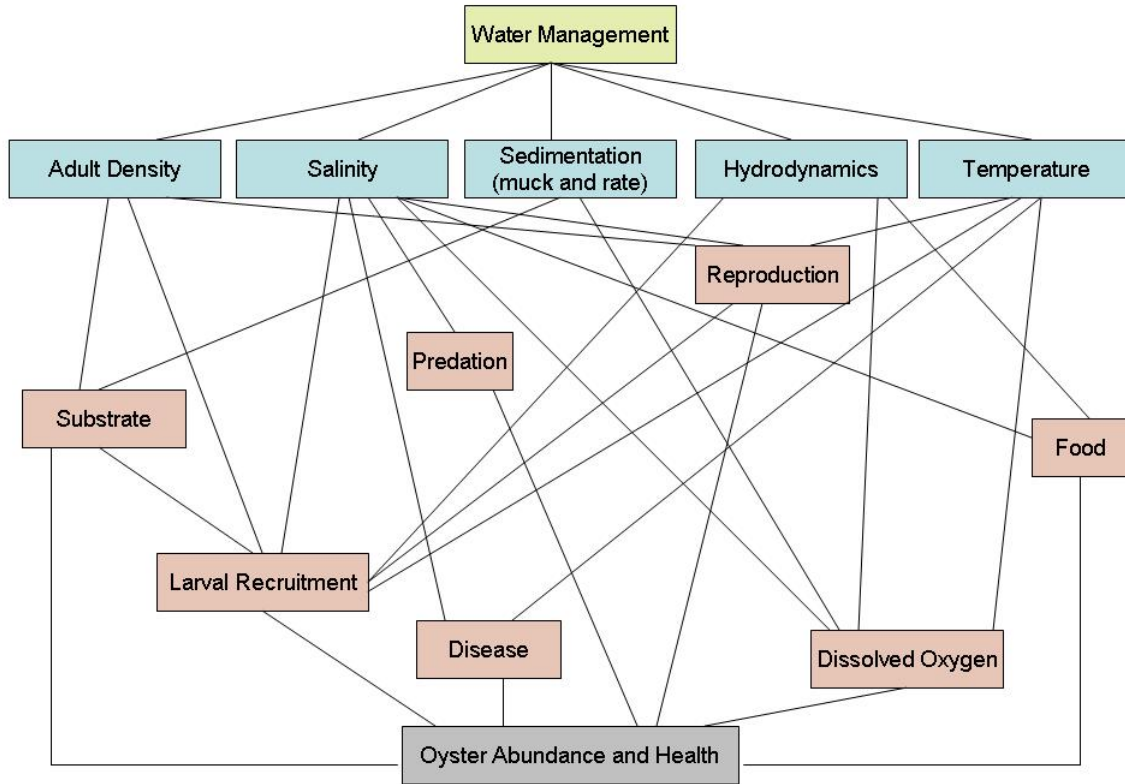 Water Management
Adult Density
Salinity
Sedimentation
(muck and rate)
Hydrodynamics
Temperature
Reproduction
Predation
Substrate
Food
Larval Recruitment
Disease
Dissolved Oxygen
Oyster Abundance and Health